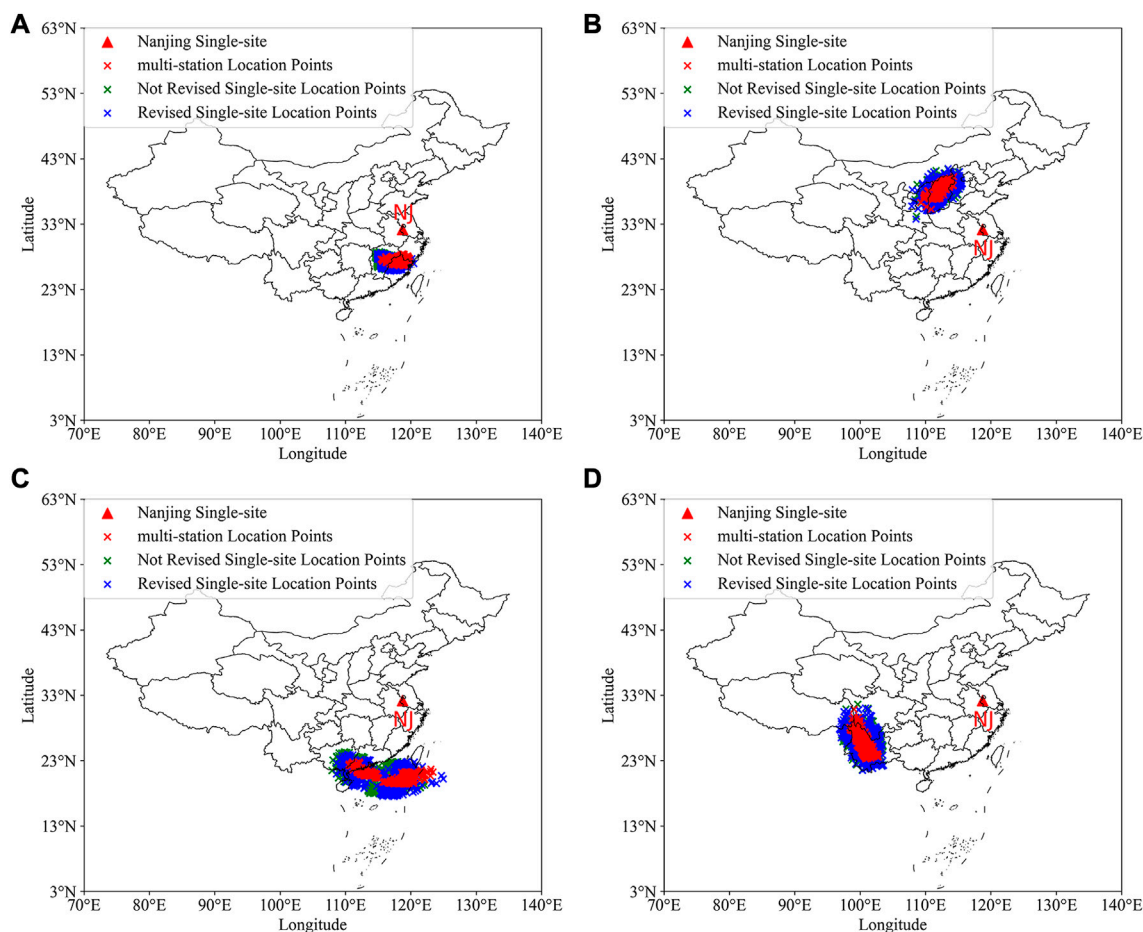 A
63°N
53°N
43°N
33°N
23°N
13°N
3°N
Latitude
Nanjing Single-site
multi-station Location Points
Not Revised Single-site Location Points
Revised Single-site Location Points
NJ
70°E 80°E 90°E 100°E 110°E 120°E 130°E 140°E
Longitude
B
63°N
53°N
43°N
33°N
23°N
13°N
3°N
Latitude
Nanjing Single-site
multi-station Location Points
Not Revised Single-site Location Points
Revised Single-site Location Points
NJ
70°E 80°E 90°E 100°E 110°E 120°E 130°E 140°E
Longitude
C
63°N
53°N
43°N
33°N
23°N
13°N
3°N
Latitude
Nanjing Single-site
multi-station Location Points
Not Revised Single-site Location Points
Revised Single-site Location Points
NJ
70°E 80°E 90°E 100°E 110°E 120°E 130°E 140°E
Longitude
D
63°N
53°N
43°N
33°N
23°N
13°N
3°N
Latitude
Nanjing Single-site
multi-station Location Points
Not Revised Single-site Location Points
Revised Single-site Location Points
NJ
70°E 80°E 90°E 100°E 110°E 120°E 130°E 140°E
Longitude